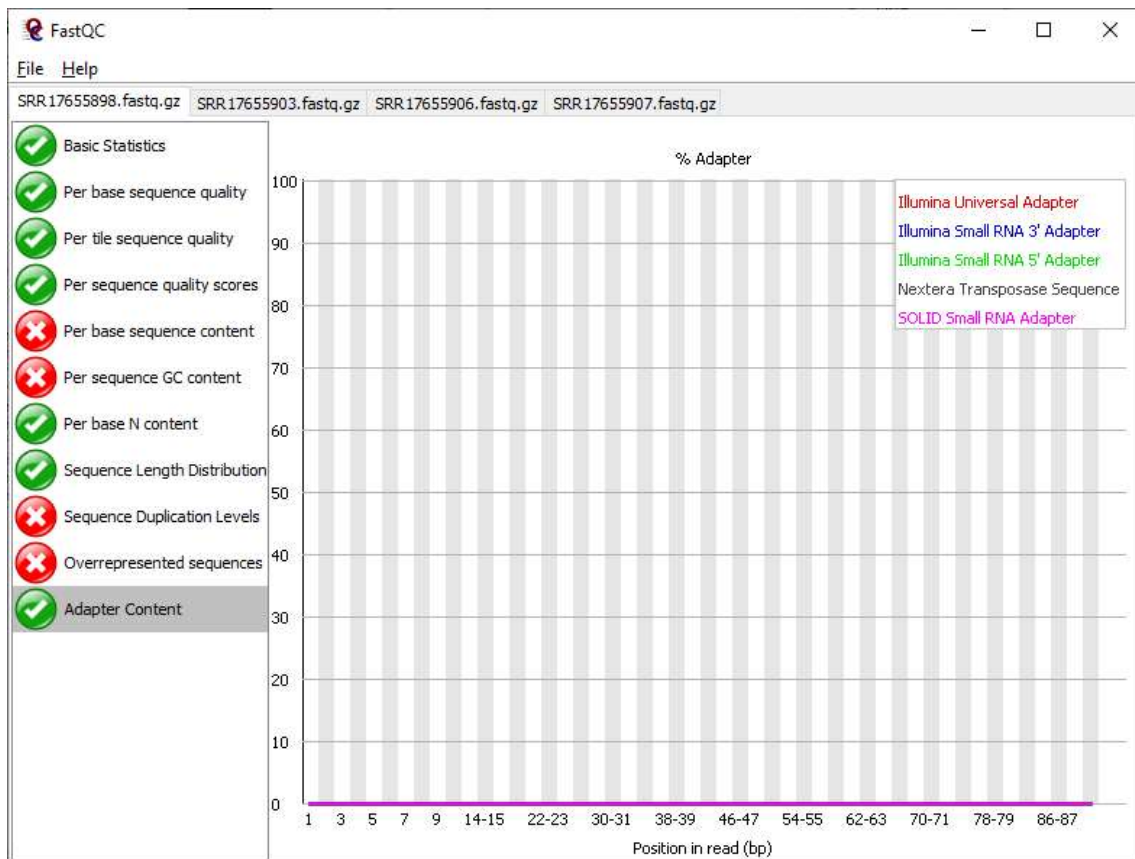 FastQC
File Help
SRR17655898.fastq.gz SRR17655903.fastq.gz SRR17655906.fastq.gz SRR17655907.fastq.gz
Basic Statistics
Per base sequence quality
Per tile sequence quality
Per sequence quality scores
Per base sequence content
Per sequence GC content
Per base N content
Sequence Length Distribution
Sequence Duplication Levels
Overrepresented sequences
Adapter Content
% Adapter
100
90
80
70
60
50
40
30
20
10
0
Illumina Universal Adapter
Illumina Small RNA 3' Adapter
Illumina Small RNA 5' Adapter
Nextera Transposase Sequence
SOLID Small RNA Adapter
1 3 5 7 9 14-15 22-23 30-31 38-39 46-47 54-55 62-63 70-71 78-79 86-87
Position in read (bp)